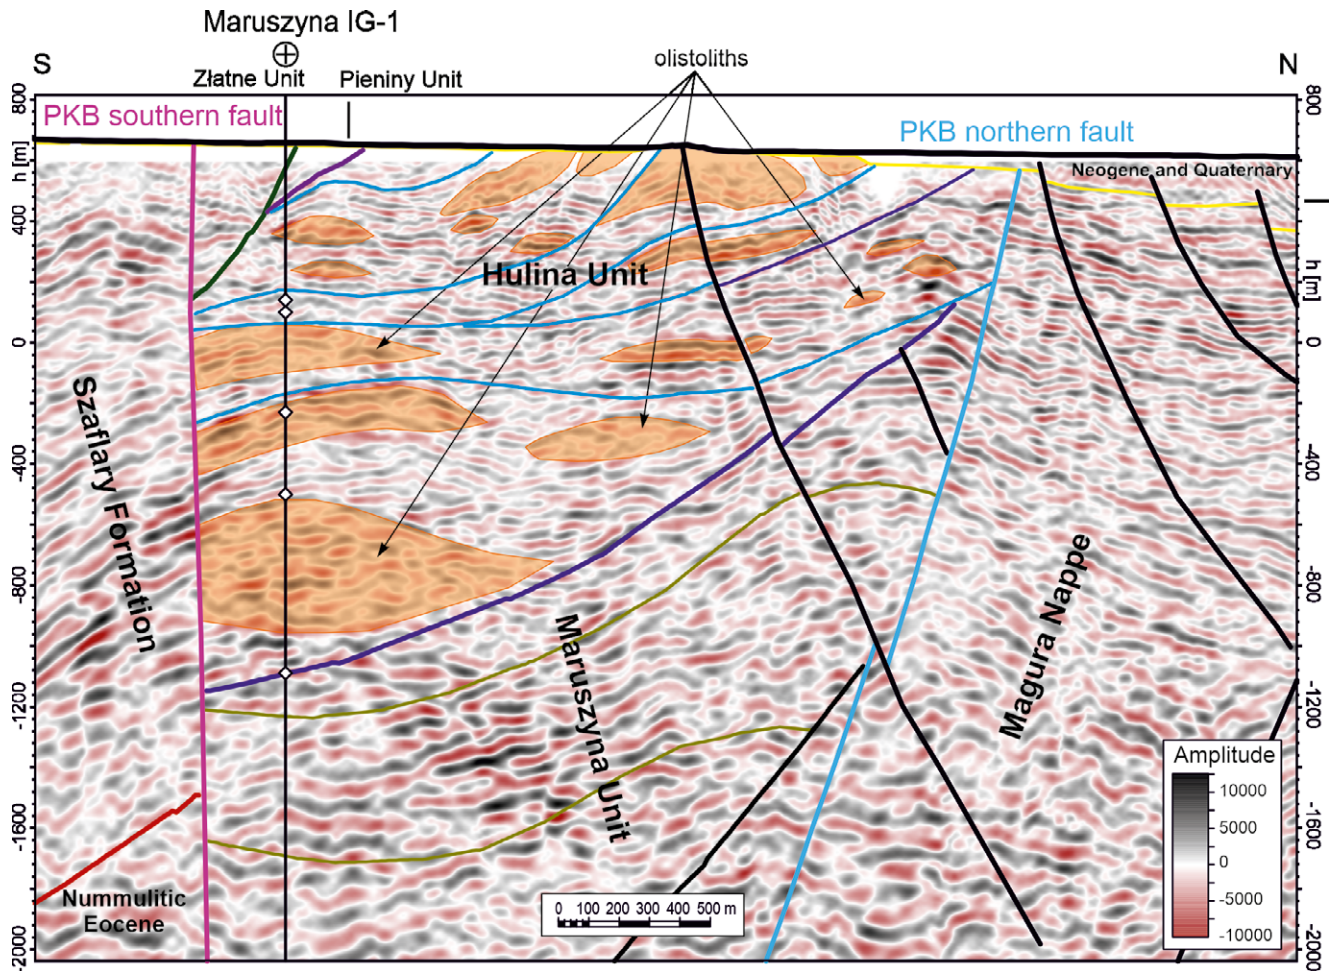 Maruszyna IG-1
S
olistoliths
N
Złatne Unit
Pieniny Unit
800
800
PKB southern fault
PKB northern fault
h [m]
Neogene and Quaternary
400
Hulina Unit
h [m]
0
0
Szaflary Formation
-400
-400
-800
-800
Maruszyna Unit
Magura Nappe
-1200
-1200
Amplitude
10000
5000
0
-5000
-10000
-1600
-1600
Nummulitic
Eocene
0 100 200 300 400 500 m
-2000
-2000